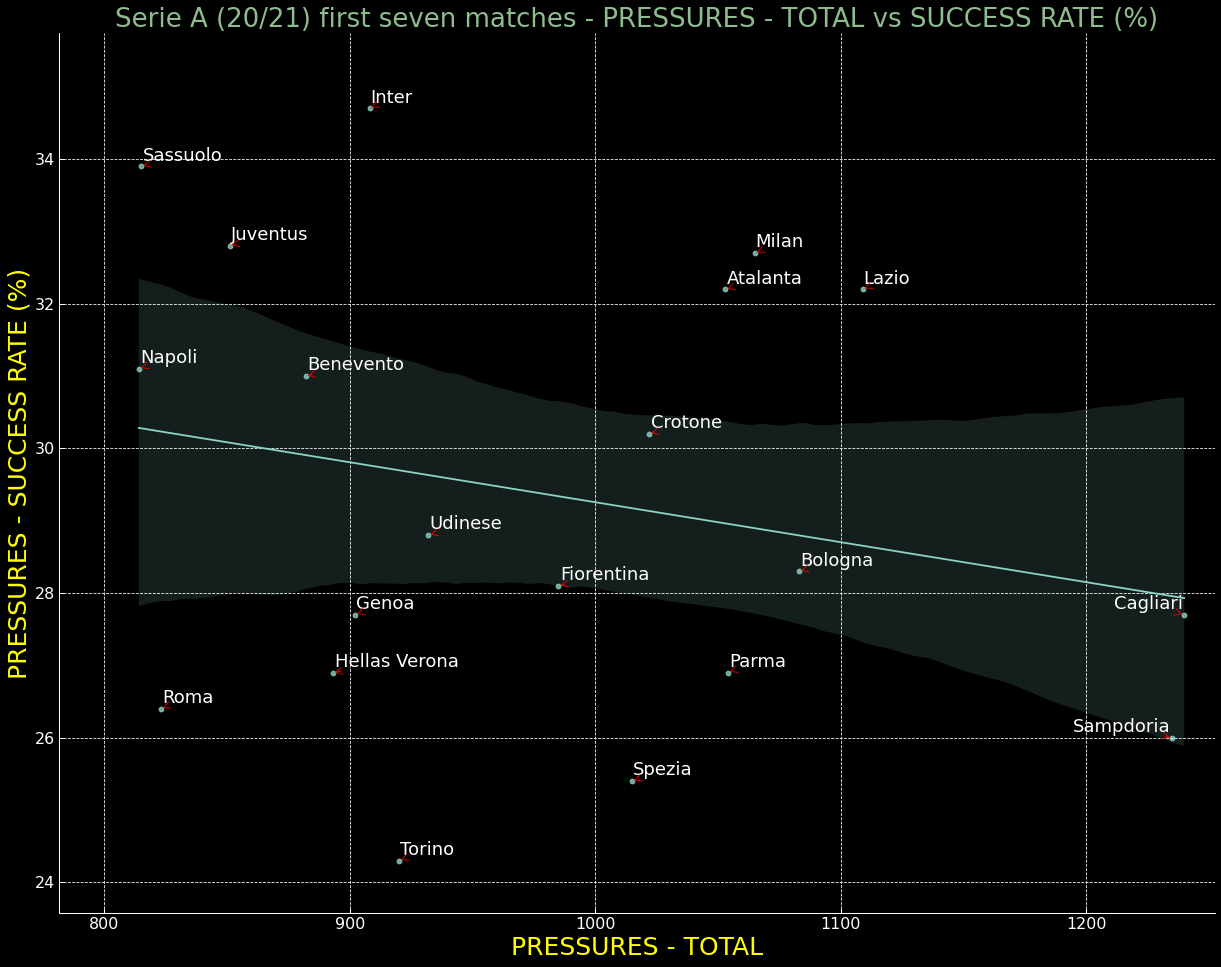 Serie A (20/21) first seven matches - PRESSURES - TOTAL vs SUCCESS RATE (%)
Inter
34
Sassuolo
Juventus
Milan
Atalanta
Lazio
32
Napoli
Benevento
Crotone
30
Udinese
Bologna
Fiorentina
28
Genoa
Cagliari
Hellas Verona
Parma
Roma
Sampdoria
26
Spezia
Torino
24
PRESSURES - SUCCESS RATE (%)
800 900 1000 1100 1200
PRESSURES - TOTAL